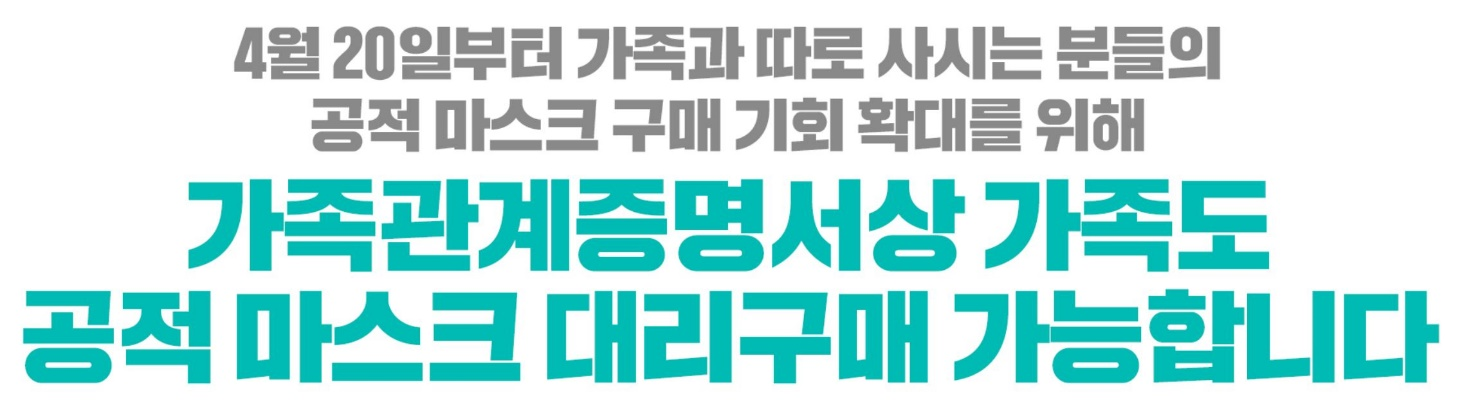 4월 20일부터 가족과 따로 사시는 분들의
공적 마스크 구매 기회 확대를 위해
가족관계증명서상 가족도
공적 마스크 대리구매 가능합니다